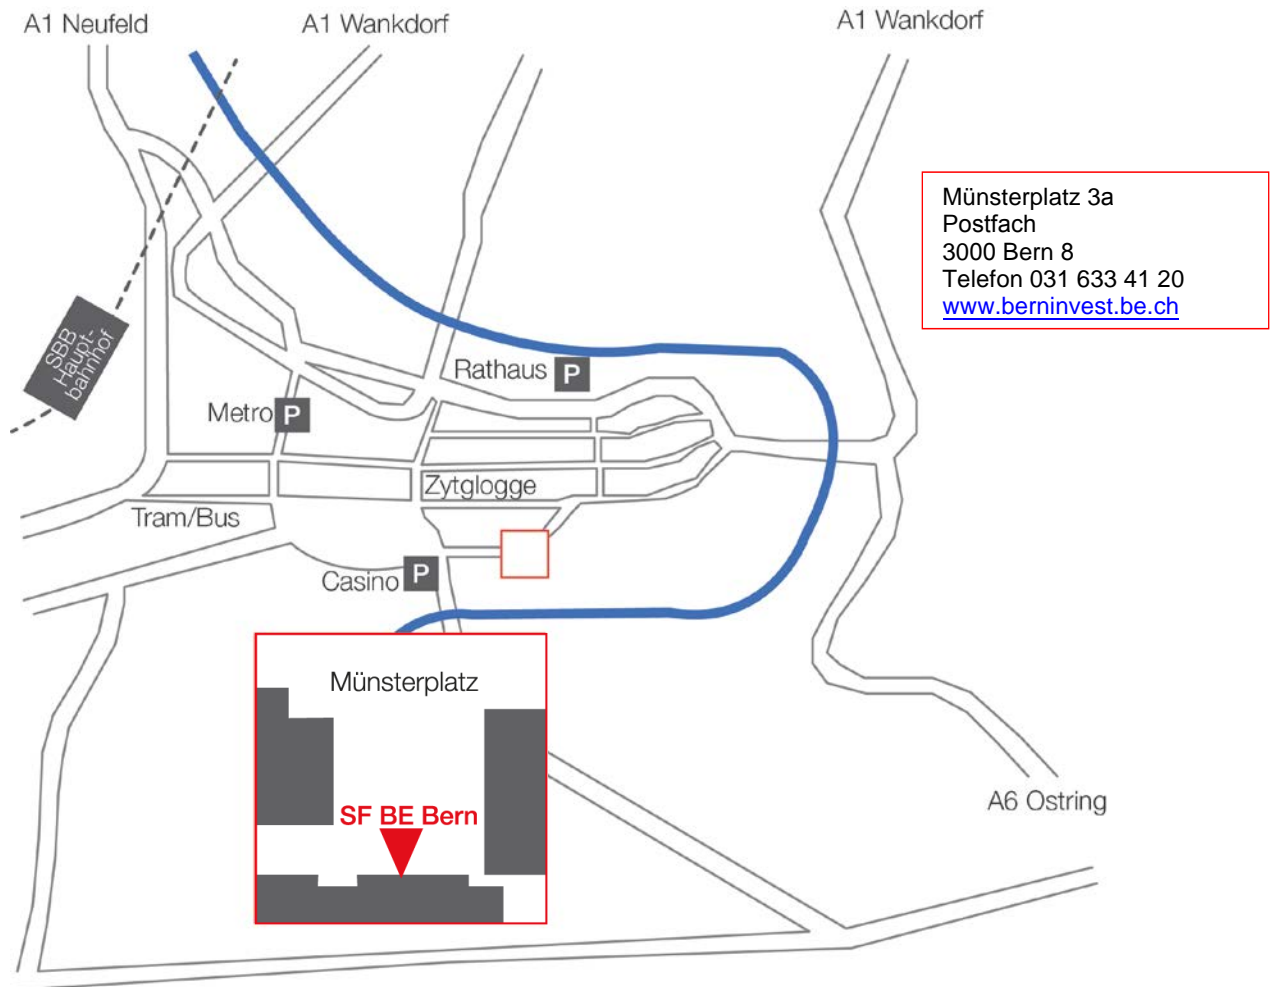 A1 Neufeld
A1 Wankdorf
A1 Wankdorf
Münsterplatz 3a
Postfach
3000 Bern 8
Telefon 031 633 41 20
www.berninvest.be.ch
SBB
Haupt-
bahnhof
Rathaus P
Metro P
Zytglogge
Tram/Bus
Casino P
Münsterplatz
SF BE Bern
A6 Ostring